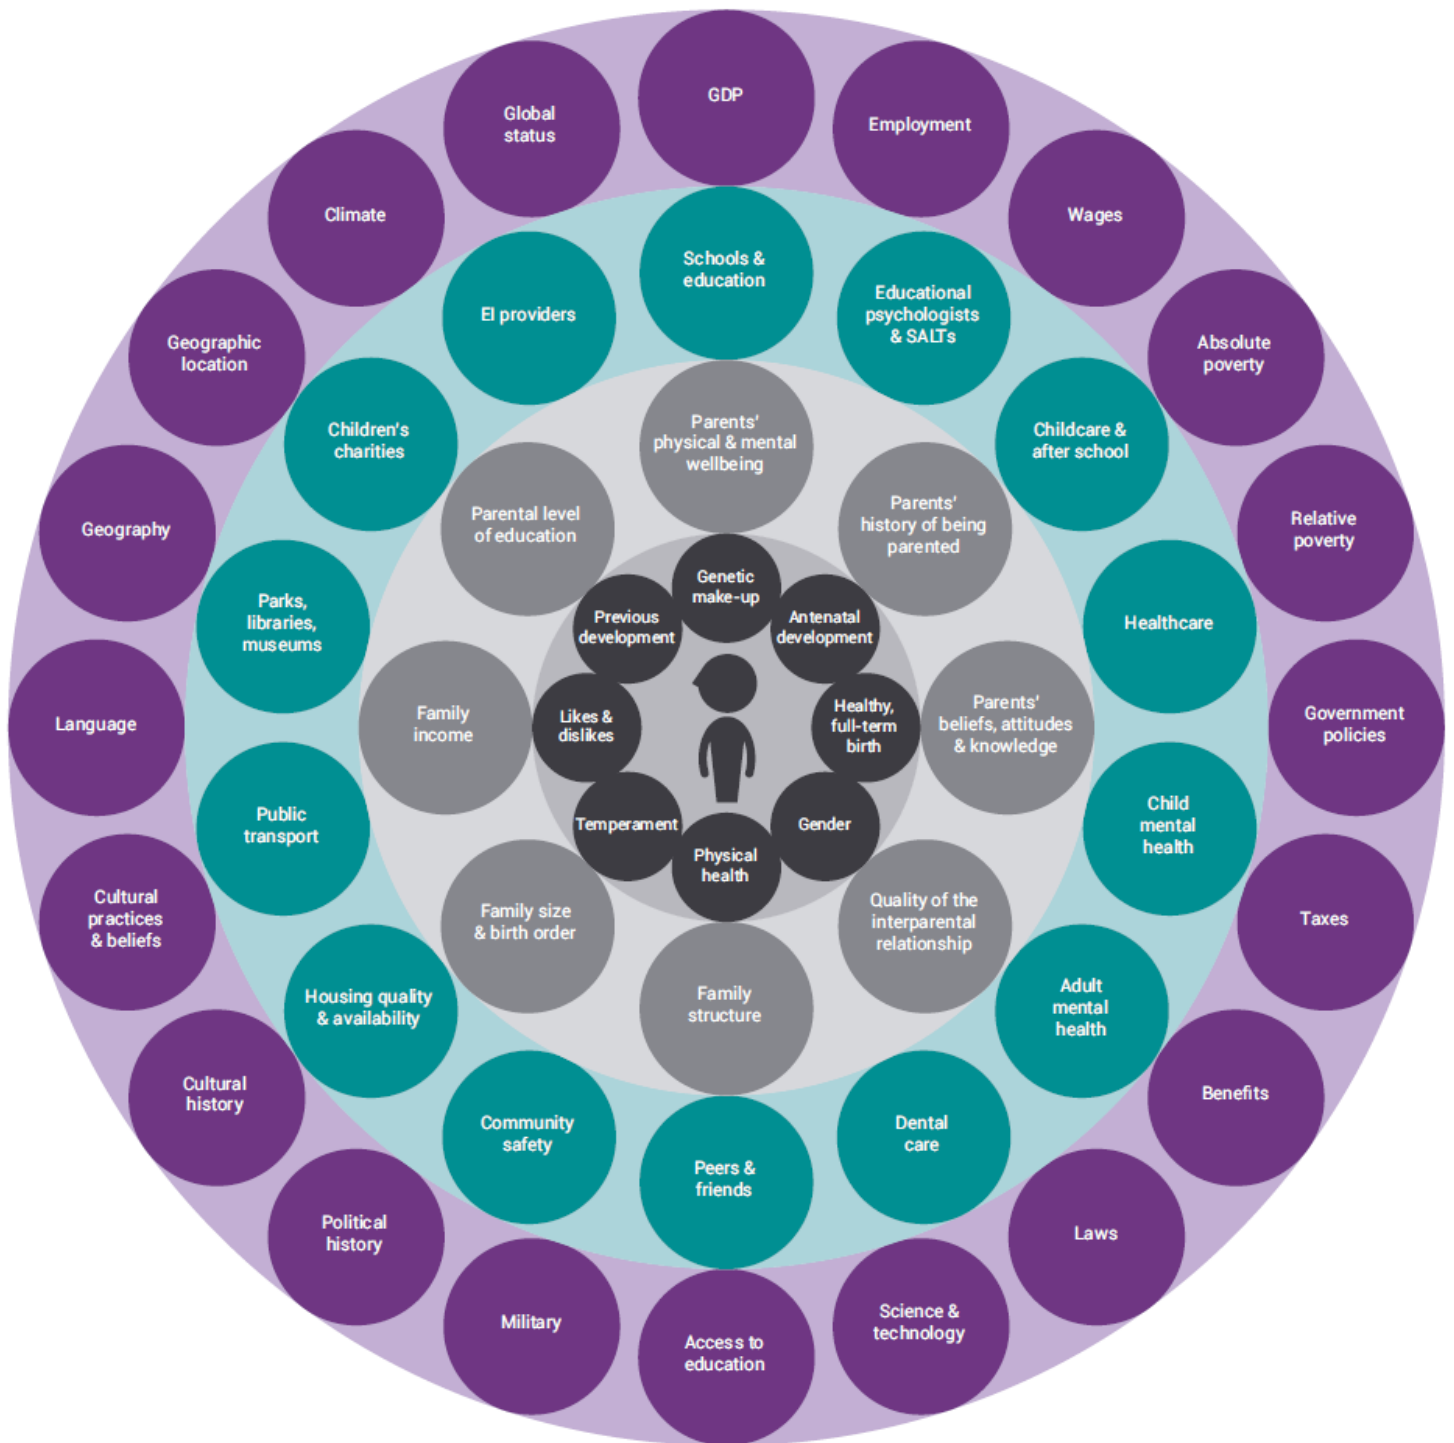 GDP
Employment
Wages
Absolute
poverty
Relative
poverty
Government
policies
Taxes
Benefits
Laws
Science &
technology
Access to
education
Military
Political
history
Cultural
history
Cultural
practices
& beliefs
Language
Geography
Geographic
location
Climate
Global
status
Schools &
education
Educational
psychologists
& SALTs
Childcare &
after school
Healthcare
Child
mental
health
Adult
mental
health
Dental
care
Peers &
friends
Community
safety
Housing quality
& availability
Public
transport
Parks,
libraries,
museums
Children's
charities
EI providers
Parents'
physical & mental
wellbeing
Parents'
history of being
parented
Parents'
beliefs, attitudes
& knowledge
Quality of the
interparental
relationship
Family
structure
Family size
& birth order
Family
income
Parental level
of education
Genetic
make-up
Antenatal
development
Healthy,
full-term
birth
Gender
Physical
health
Temperament
Likes &
dislikes
Previous
development